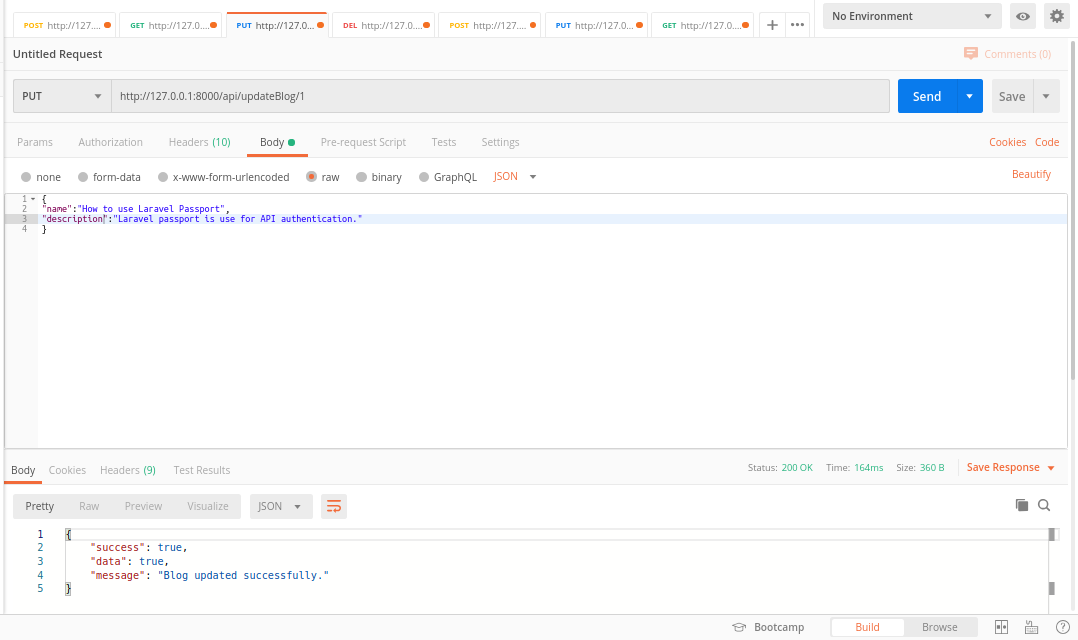 POST http://127.... GET http://127.0.... PUT http://127.0... DEL http://127.0.... POST http://127.... PUT http://127.0... GET http://127.0.... + ••• No Environment
Untitled Request Comments (0)
PUT http://127.0.0.1:8000/api/updateBlog/1 Send Save
Params Authorization Headers (10) Body Pre-request Script Tests Settings Cookies Code
none form-data x-www-form-urlencoded raw binary GraphQL JSON Beautify
1 {
2 "name":"How to use Laravel Passport",
3 "description":"Laravel passport is use for API authentication."
4 }
Body Cookies Headers (9) Test Results Status: 200 OK Time: 164ms Size: 360 B Save Response
Pretty Raw Preview Visualize JSON
1 {
2 "success": true,
3 "data": true,
4 "message": "Blog updated successfully."
5 }
Bootcamp Build Browse ?